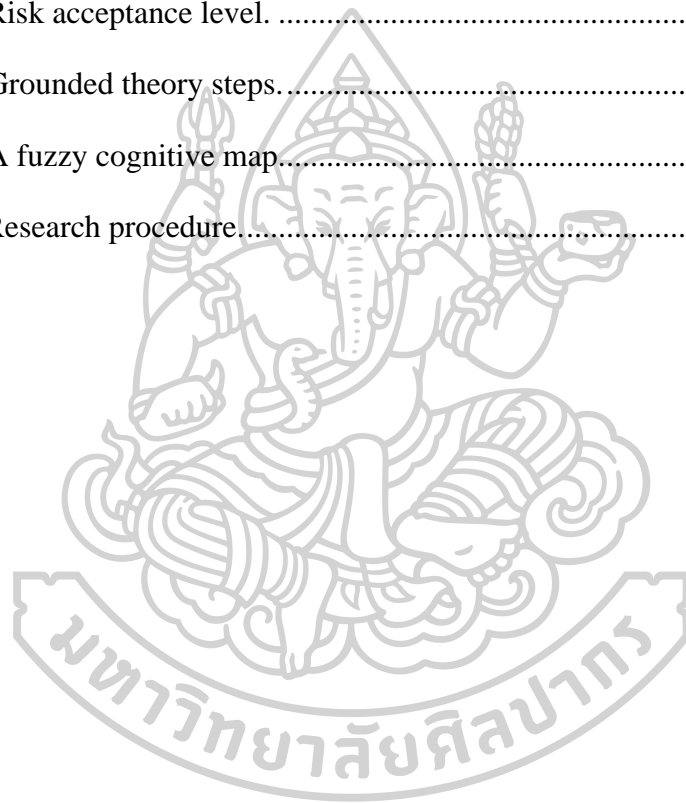 Risk acceptance level. ................................................................
Grounded theory steps. ................................................................
A fuzzy cognitive map................................................................
Research procedure................................................................
มหาวิทยาลัยศิลปากร